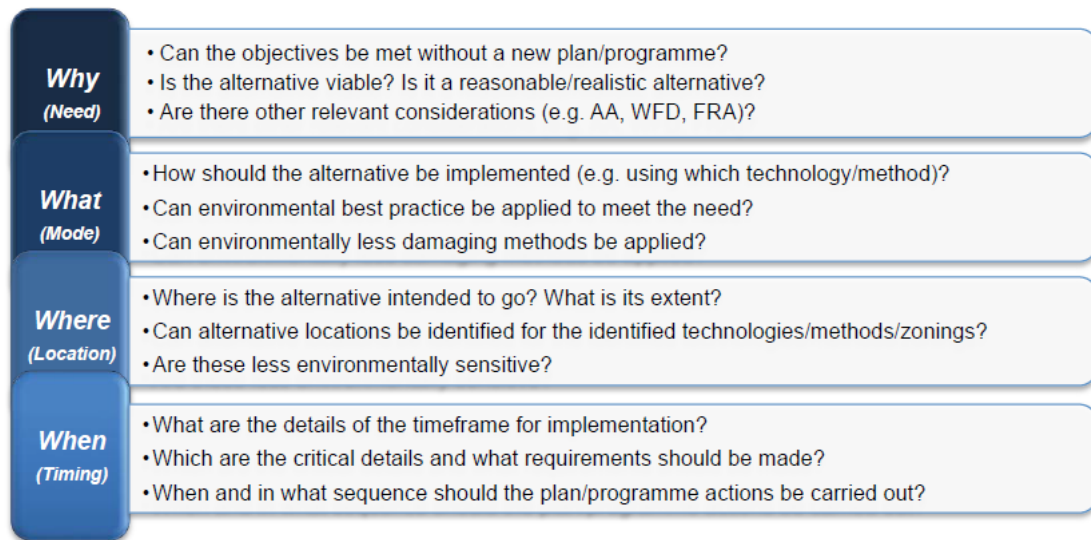 Why
(Need)
• Can the objectives be met without a new plan/programme?
• Is the alternative viable? Is it a reasonable/realistic alternative?
• Are there other relevant considerations (e.g. AA, WFD, FRA)?
What
(Mode)
• How should the alternative be implemented (e.g. using which technology/method)?
• Can environmental best practice be applied to meet the need?
• Can environmentally less damaging methods be applied?
Where
(Location)
• Where is the alternative intended to go? What is its extent?
• Can alternative locations be identified for the identified technologies/methods/zonings?
• Are these less environmentally sensitive?
When
(Timing)
• What are the details of the timeframe for implementation?
• Which are the critical details and what requirements should be made?
• When and in what sequence should the plan/programme actions be carried out?